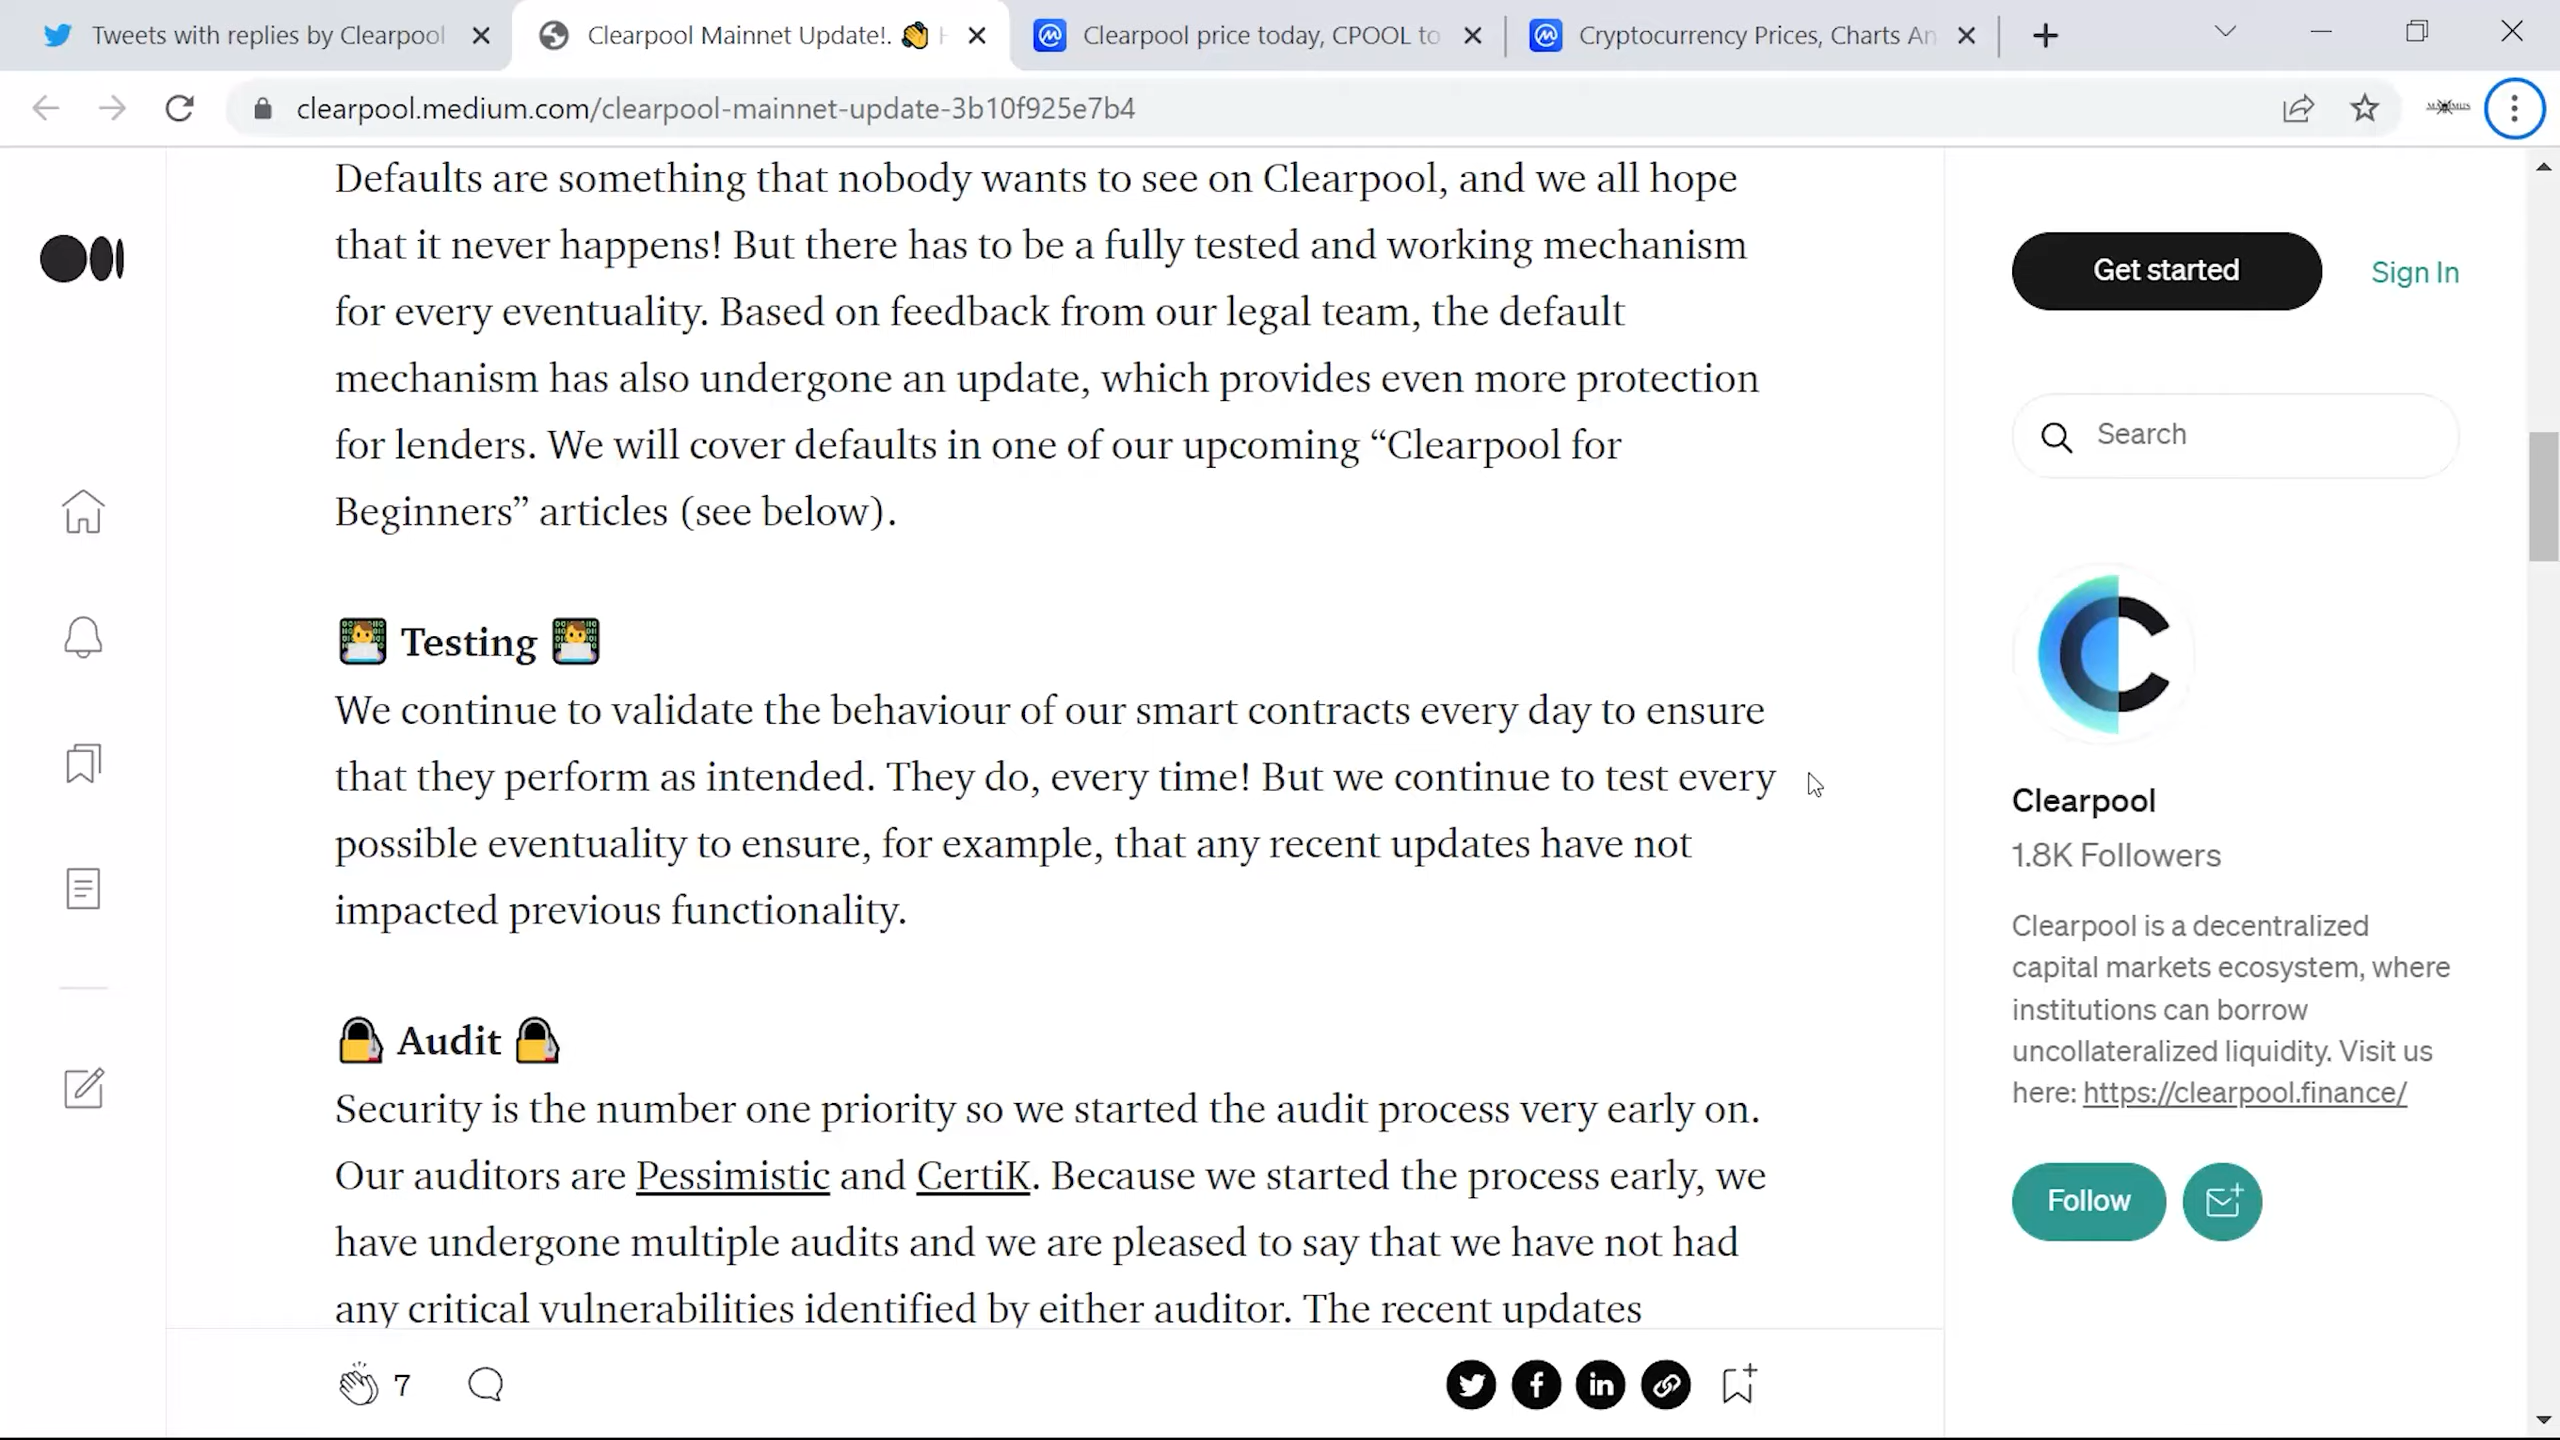 Tweets with replies by Clearpool
Clearpool Mainnet Update!. 👏 H
Clearpool price today, CPOOL to
Cryptocurrency Prices, Charts An
clearpool.medium.com/clearpool-mainnet-update-3b10f925e7b4
Defaults are something that nobody wants to see on Clearpool, and we all hope
that it never happens! But there has to be a fully tested and working mechanism
for every eventuality. Based on feedback from our legal team, the default
mechanism has also undergone an update, which provides even more protection
for lenders. We will cover defaults in one of our upcoming “Clearpool for
Beginners” articles (see below).
👨‍💻 Testing 👨‍💻
We continue to validate the behaviour of our smart contracts every day to ensure
that they perform as intended. They do, every time! But we continue to test every
possible eventuality to ensure, for example, that any recent updates have not
impacted previous functionality.
🔏 Audit 🔏
Security is the number one priority so we started the audit process very early on.
Our auditors are Pessimistic and CertiK. Because we started the process early, we
have undergone multiple audits and we are pleased to say that we have not had
any critical vulnerabilities identified by either auditor. The recent updates
7
Get started
Sign In
Search
Clearpool
1.8K Followers
Clearpool is a decentralized
capital markets ecosystem, where
institutions can borrow
uncollateralized liquidity. Visit us
here: https://clearpool.finance/
Follow